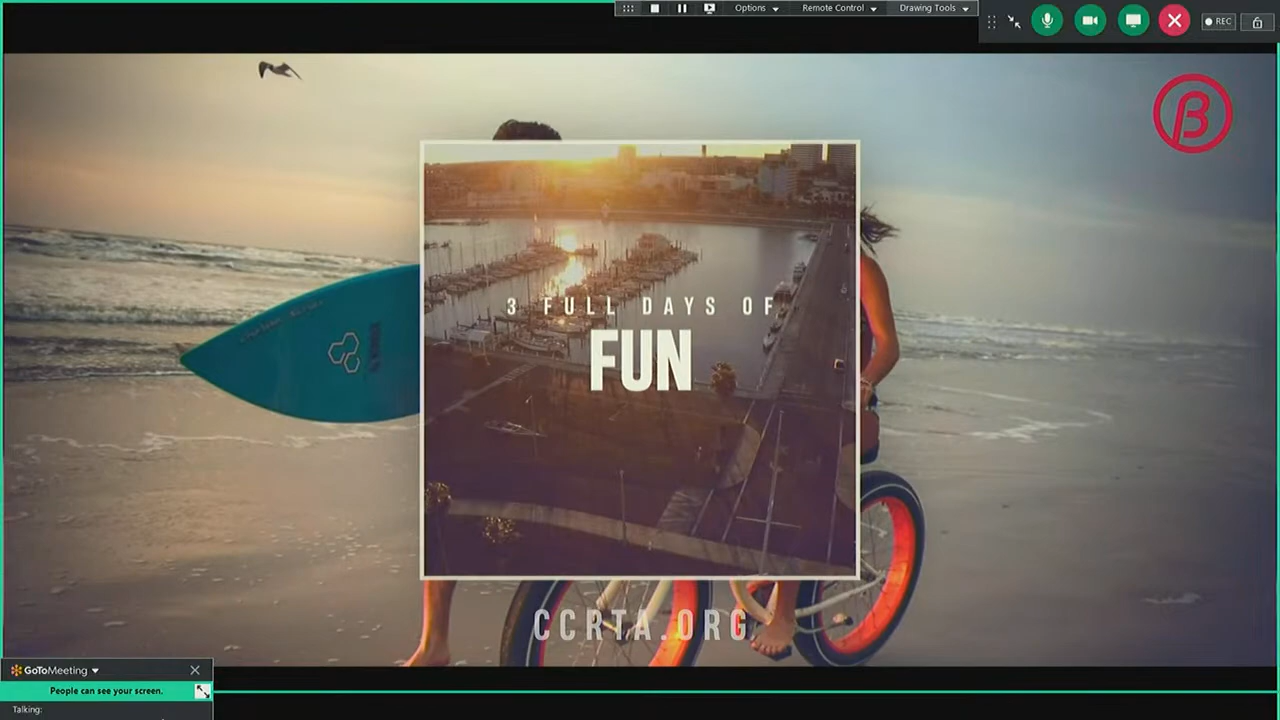 Options
Remote Control
Drawing Tools
REC
3 FULL DAYS OF
FUN
CCRTA.ORG
GoToMeeting
People can see your screen.
Talking: